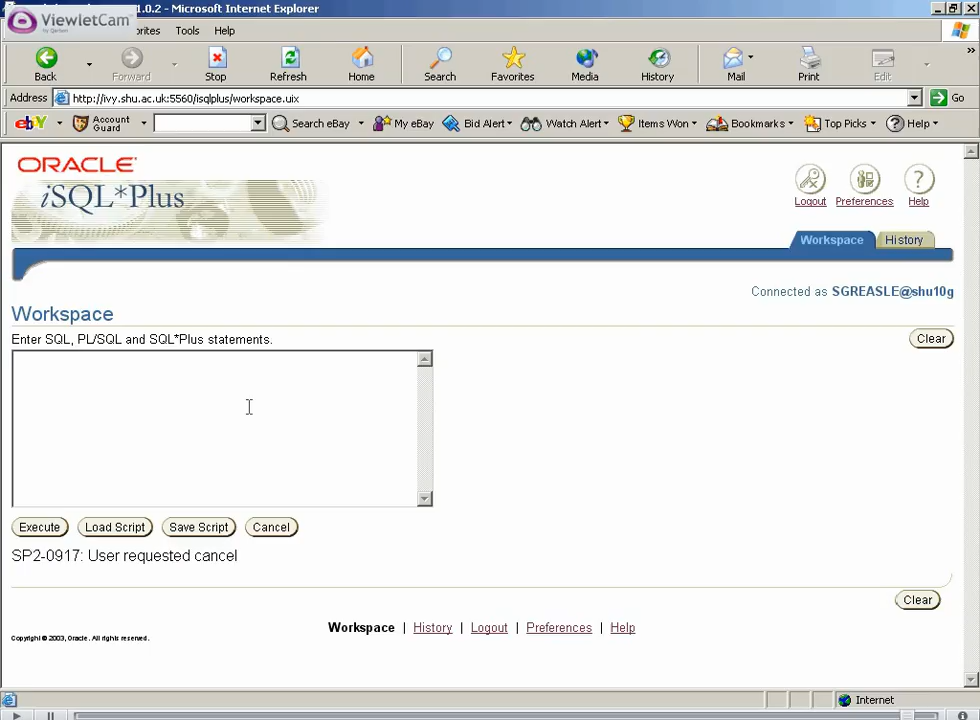 1.0.2 - Microsoft Internet Explorer
ViewletCam
by Qarbon
orites Tools Help
Back Forward Stop Refresh Home Search Favorites Media History Mail Print Edit
Address http://ivy.shu.ac.uk:5560/isqlplus/workspace.uix Go
ebY Account Guard Search eBay My eBay Bid Alert Watch Alert Items Won Bookmarks Top Picks Help
ORACLE
iSQL*Plus
Logout Preferences Help
Workspace History
Connected as SGREASLE@shu10g
Workspace
Enter SQL, PL/SQL and SQL*Plus statements.
Clear
Execute Load Script Save Script Cancel
SP2-0917: User requested cancel
Clear
Workspace | History | Logout | Preferences | Help
Copyright © 2003, Oracle. All rights reserved.
Internet